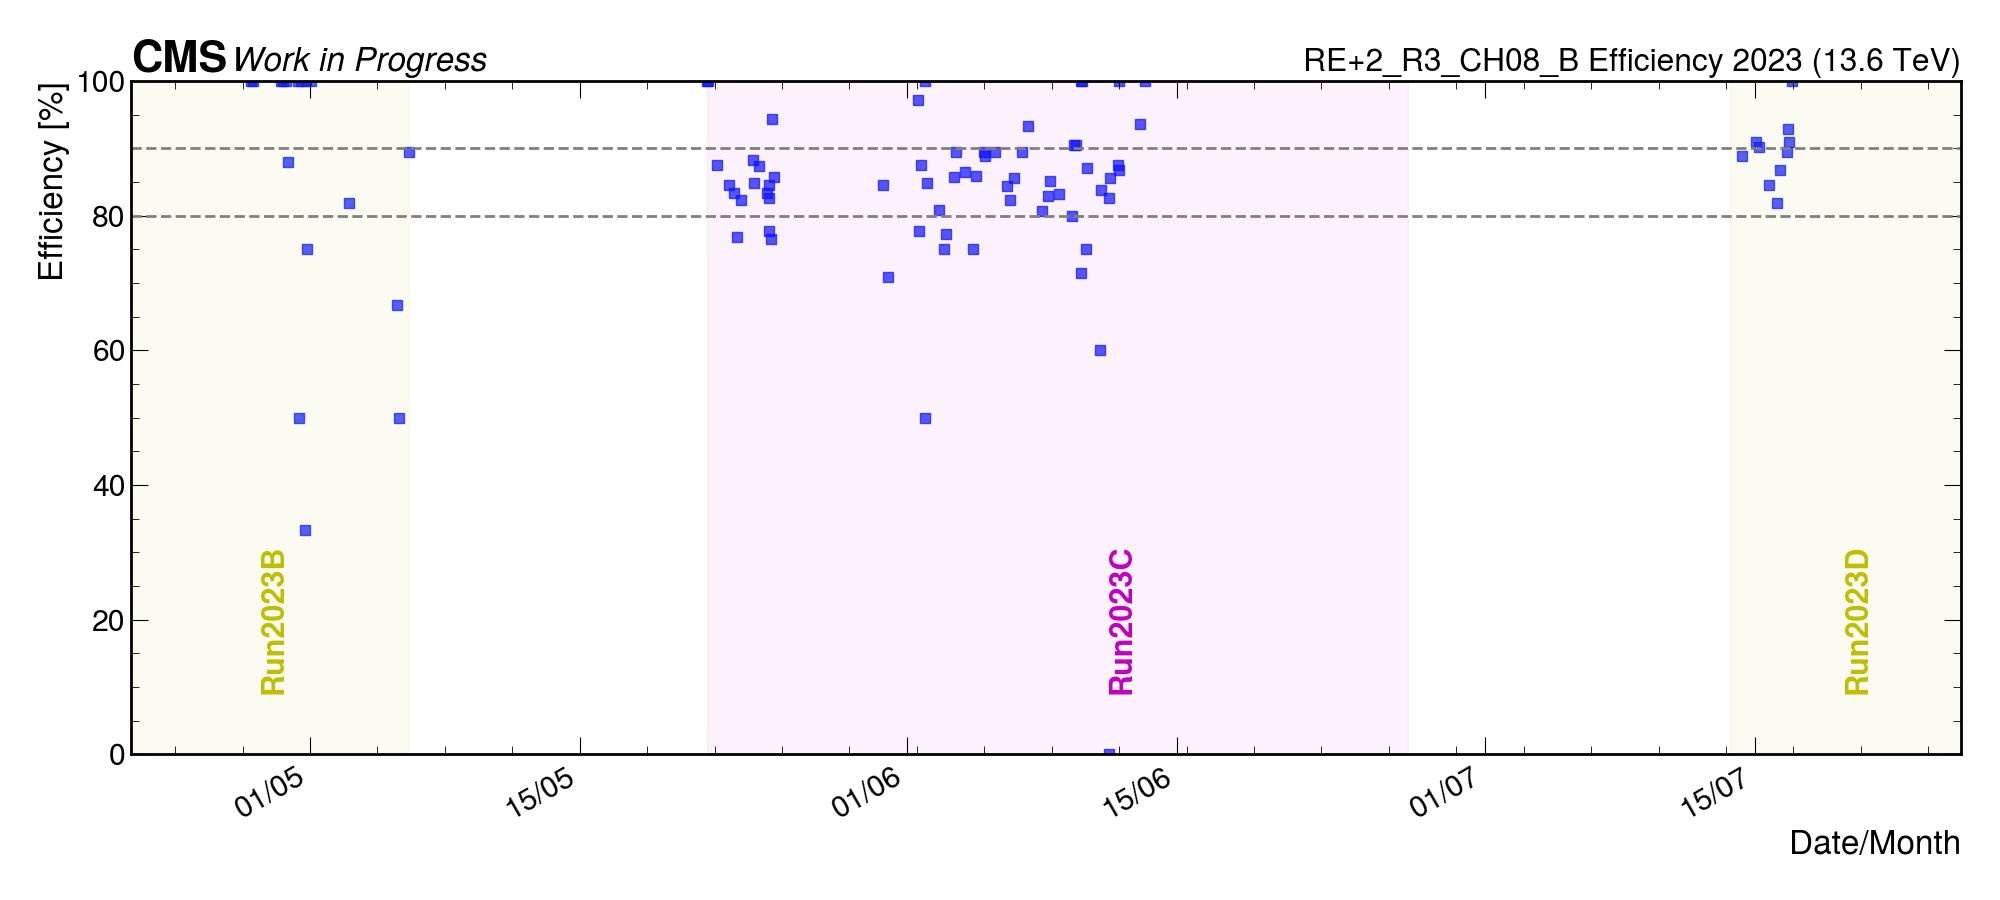 CMS Work in Progress
RE+2_R3_CH08_B Efficiency 2023 (13.6 TeV)
Efficiency [%]
100
80
60
40
20
0
Run2023B
Run2023C
Run2023D
01/05
15/05
01/06
15/06
01/07
15/07
Date/Month